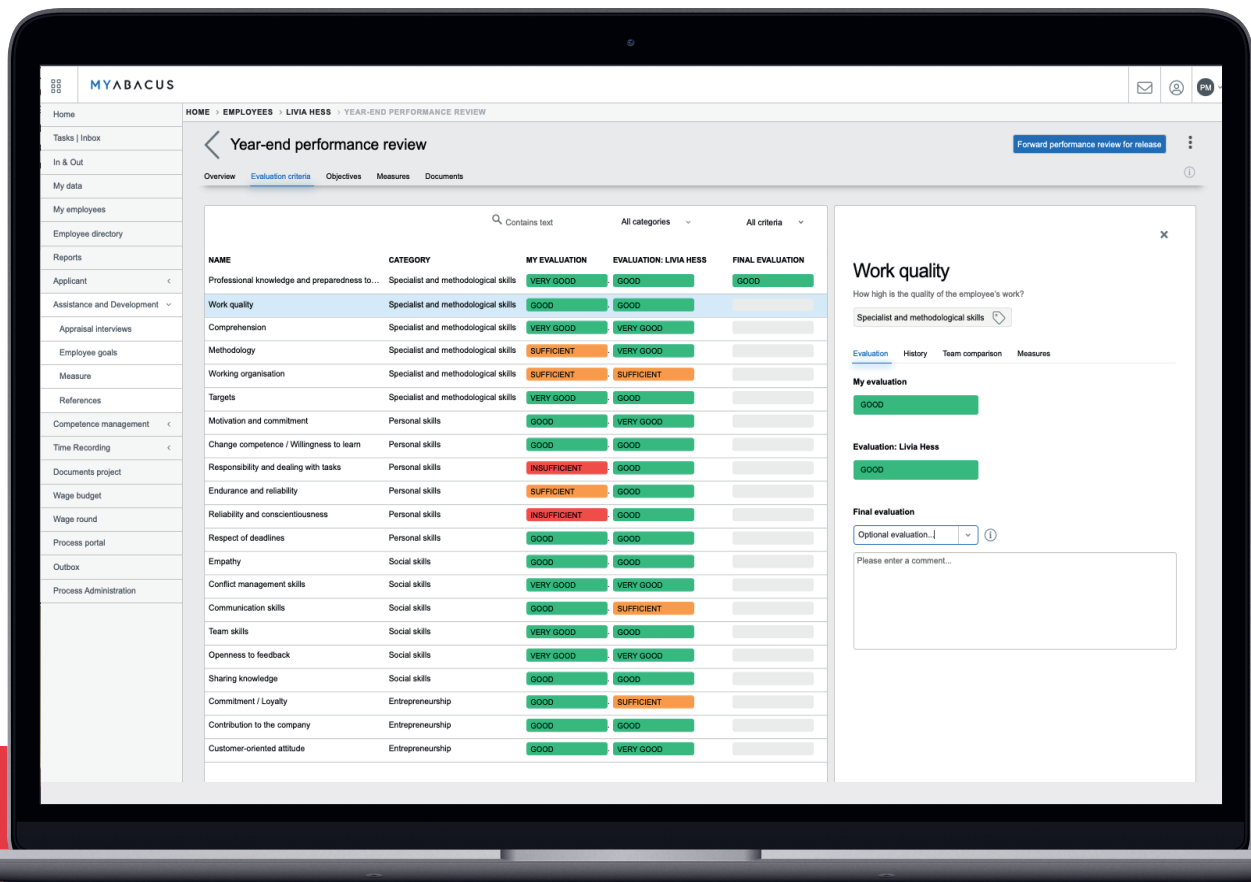 MYΛBΛCUS
PM
Home
Tasks | Inbox
In & Out
My data
My employees
Employee directory
Reports
Applicant
Assistance and Development
Appraisal interviews
Employee goals
Measure
References
Competence management
Time Recording
Documents project
Wage budget
Wage round
Process portal
Outbox
Process Administration
HOME › EMPLOYEES › LIVIA HESS › YEAR-END PERFORMANCE REVIEW
Year-end performance review
Forward performance review for release
Overview Evaluation criteria Objectives Measures Documents
Contains text All categories All criteria
NAME CATEGORY MY EVALUATION EVALUATION: LIVIA HESS FINAL EVALUATION
Professional knowledge and preparedness to... Specialist and methodological skills VERY GOOD GOOD GOOD
Work quality Specialist and methodological skills GOOD GOOD
Comprehension Specialist and methodological skills VERY GOOD VERY GOOD
Methodology Specialist and methodological skills SUFFICIENT VERY GOOD
Working organisation Specialist and methodological skills SUFFICIENT SUFFICIENT
Targets Specialist and methodological skills VERY GOOD GOOD
Motivation and commitment Personal skills GOOD VERY GOOD
Change competence / Willingness to learn Personal skills GOOD GOOD
Responsibility and dealing with tasks Personal skills INSUFFICIENT GOOD
Endurance and reliability Personal skills SUFFICIENT GOOD
Reliability and conscientiousness Personal skills INSUFFICIENT GOOD
Respect of deadlines Personal skills GOOD GOOD
Empathy Social skills GOOD GOOD
Conflict management skills Social skills VERY GOOD VERY GOOD
Communication skills Social skills GOOD SUFFICIENT
Team skills Social skills VERY GOOD GOOD
Openness to feedback Social skills VERY GOOD VERY GOOD
Sharing knowledge Social skills GOOD GOOD
Commitment / Loyalty Entrepreneurship GOOD SUFFICIENT
Contribution to the company Entrepreneurship GOOD GOOD
Customer-oriented attitude Entrepreneurship GOOD VERY GOOD
Work quality
How high is the quality of the employee's work?
Specialist and methodological skills
Evaluation History Team comparison Measures
My evaluation
GOOD
Evaluation: Livia Hess
GOOD
Final evaluation
Optional evaluation...
Please enter a comment...